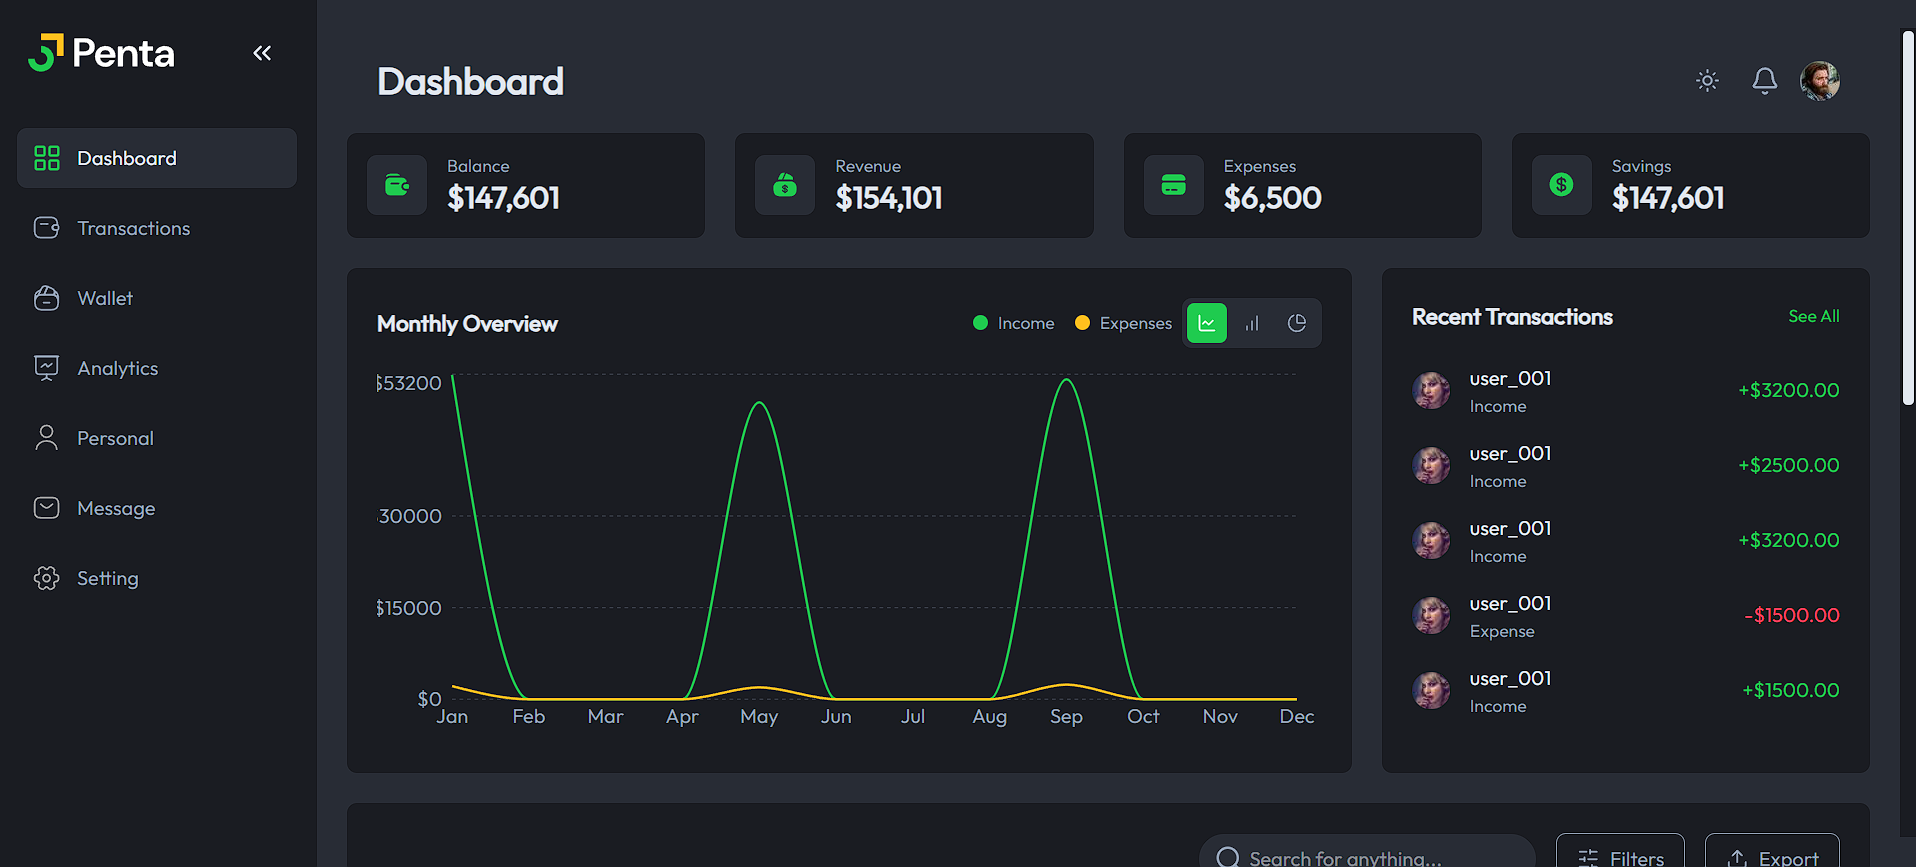 Penta
Dashboard
Transactions
Wallet
Analytics
Personal
Message
Setting
Dashboard
Balance
$147,601
Revenue
$154,101
Expenses
$6,500
Savings
$147,601
Monthly Overview
Income
Expenses
$53200
30000
$15000
$0
Jan Feb Mar Apr May Jun Jul Aug Sep Oct Nov Dec
Recent Transactions
See All
user_001
Income
+$3200.00
user_001
Income
+$2500.00
user_001
Income
+$3200.00
user_001
Expense
-$1500.00
user_001
Income
+$1500.00
Search for anything...
Filters
Export